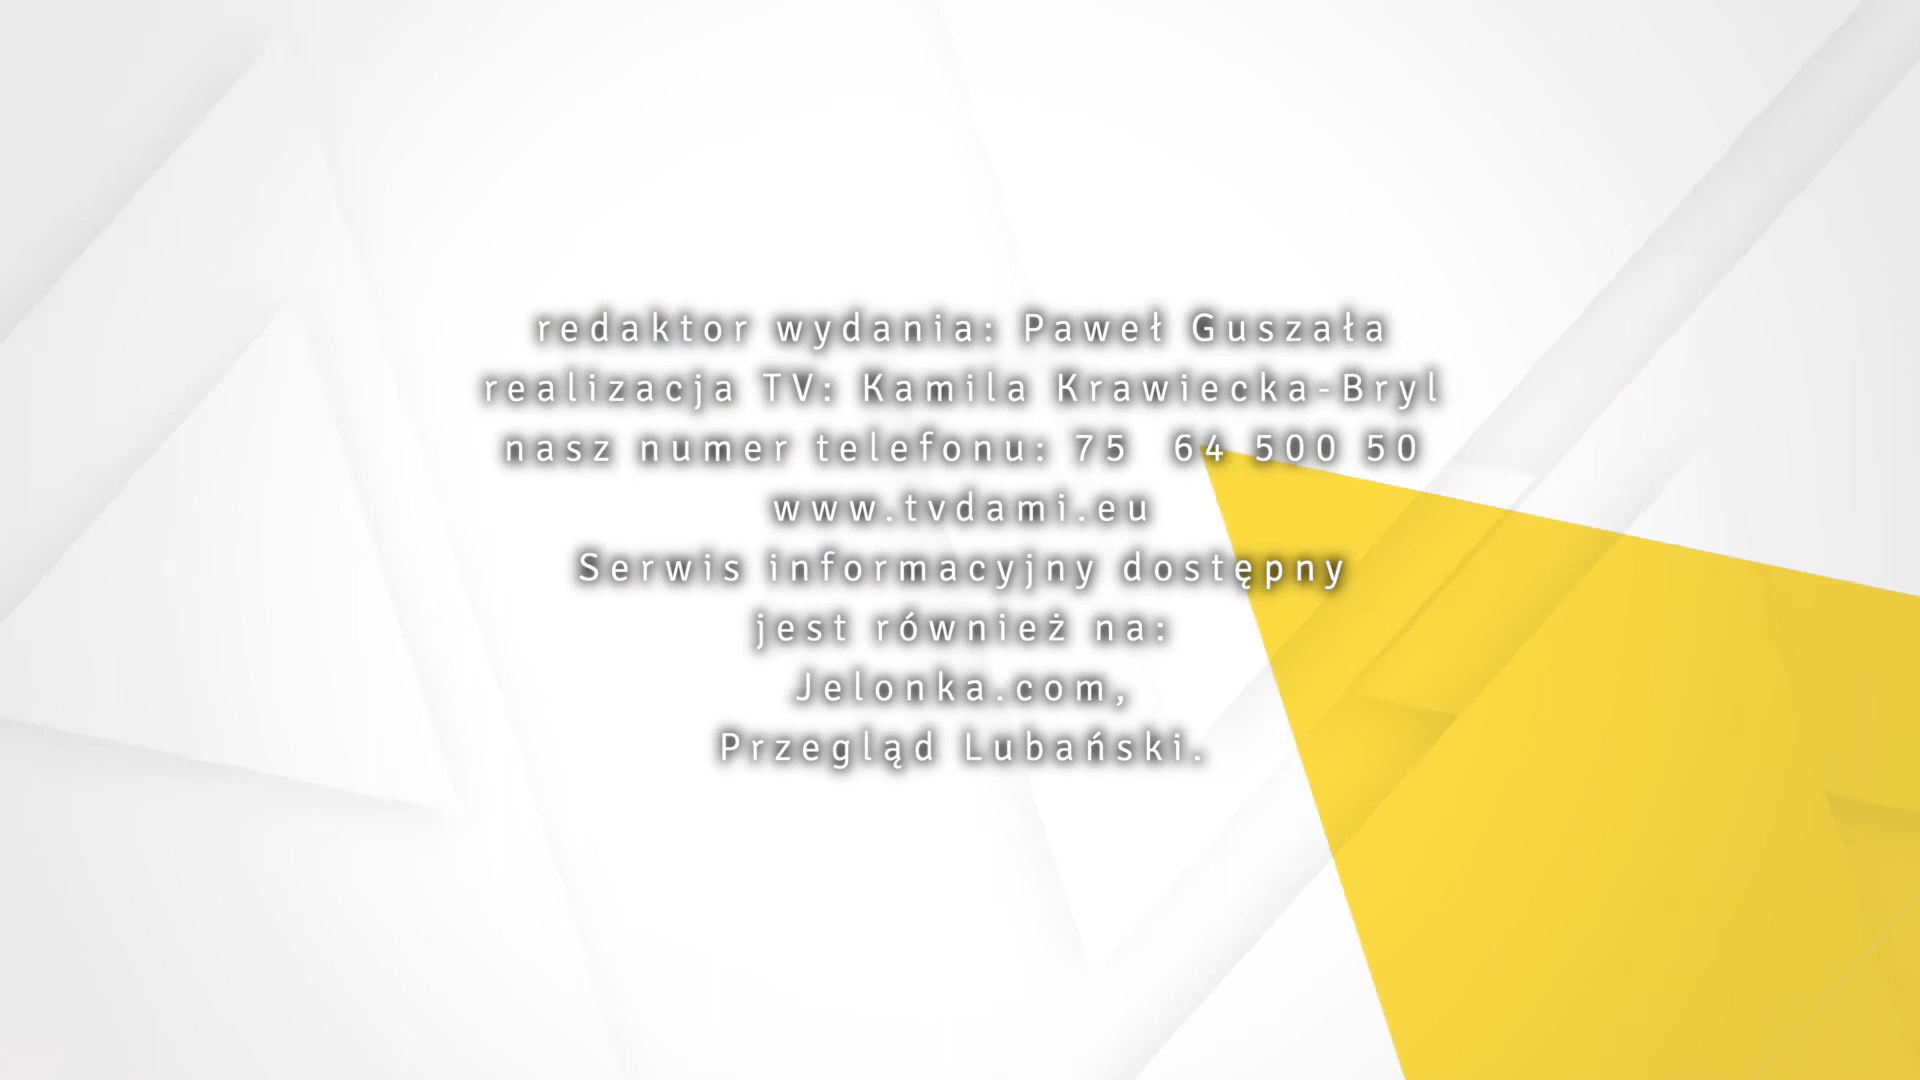 redaktor wydania: Paweł Guszała
realizacja TV: Kamila Krawiecka-Bryl
nasz numer telefonu: 75  64 500 50
www.tvdami.eu
Serwis informacyjny dostępny
jest również na:
Jelonka.com,
Przegląd Lubański.